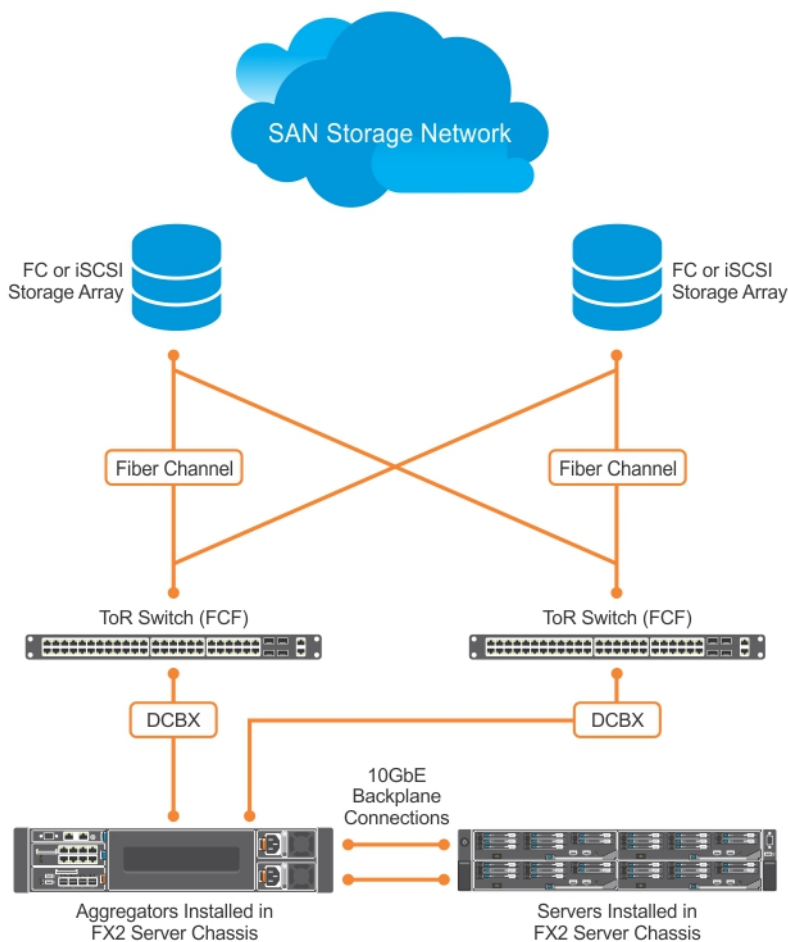 SAN Storage Network
FC or iSCSI
Storage Array
FC or iSCSI
Storage Array
Fiber Channel
Fiber Channel
ToR Switch (FCF)
ToR Switch (FCF)
DCBX
DCBX
10GbE
Backplane
Connections
Aggregators Installed in
FX2 Server Chassis
Servers Installed in
FX2 Server Chassis